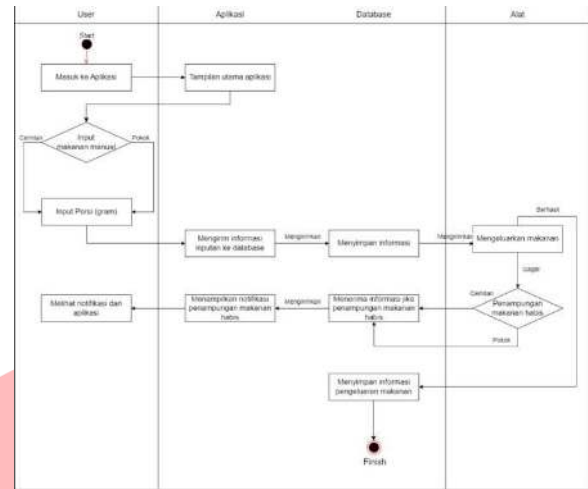 User
Aplikasi
Database
Alat
Start
Masuk ke Aplikasi
Tampilan utama aplikasi
Cemilan
Input
makanan manual
Pokok
Input Porsi (gram)
Berhasil
Mengirim informasi
inputan ke database
Mengirimkan
Menyimpan informasi
Mengirimkan
Mengeluarkan makanan
Gagal
Melihat notifikasi dari
aplikasi
Menampilkan notifikasi
penampungan makanan
habis
Mengirimkan
Menerima informasi jika
penampungan makanan
habis
Cemilan
Penampungan
makanan habis
Pokok
Menyimpan informasi
pengeluaran makanan
Finish